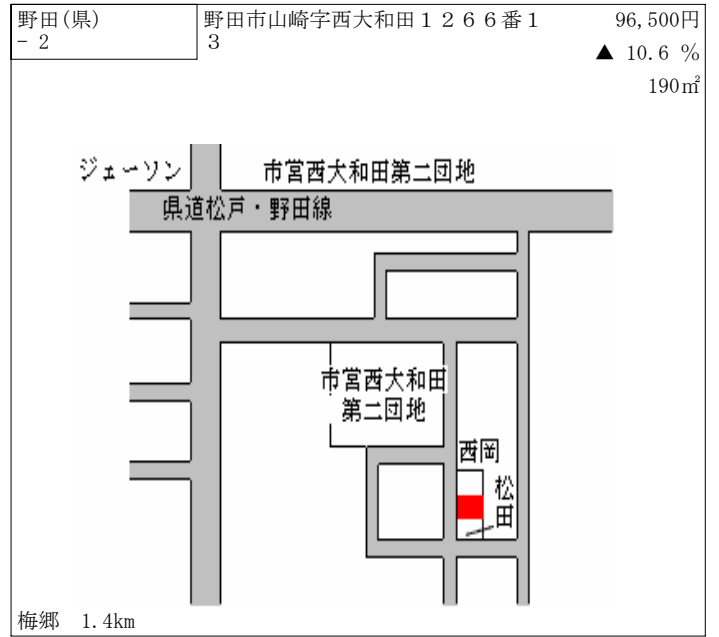 野田(県)
- 2
野田市山崎字西大和田１２６６番１
３
96,500円
▲ 10.6 %
190㎡
ジェーソン
市営西大和田第二団地
県道松戸・野田線
市営西大和田
第二団地
西岡
松田
梅郷 1.4km